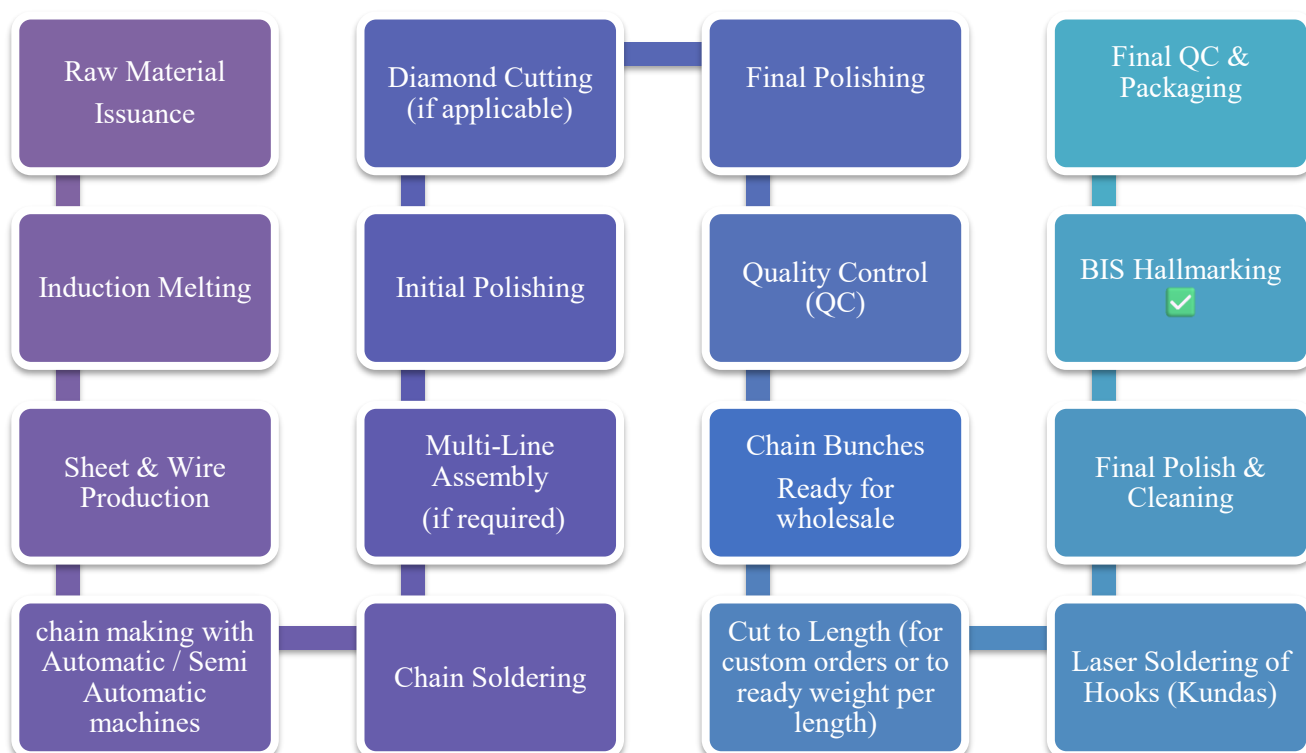 Raw Material
Issuance
Induction Melting
Sheet & Wire
Production
chain making with
Automatic / Semi
Automatic
machines
Chain Soldering
Multi-Line
Assembly
(if required)
Initial Polishing
Diamond Cutting
(if applicable)
Final Polishing
Quality Control
(QC)
Chain Bunches
Ready for
wholesale
Cut to Length (for
custom orders or to
ready weight per
length)
Laser Soldering of
Hooks (Kundas)
Final Polish &
Cleaning
BIS Hallmarking
✅
Final QC &
Packaging